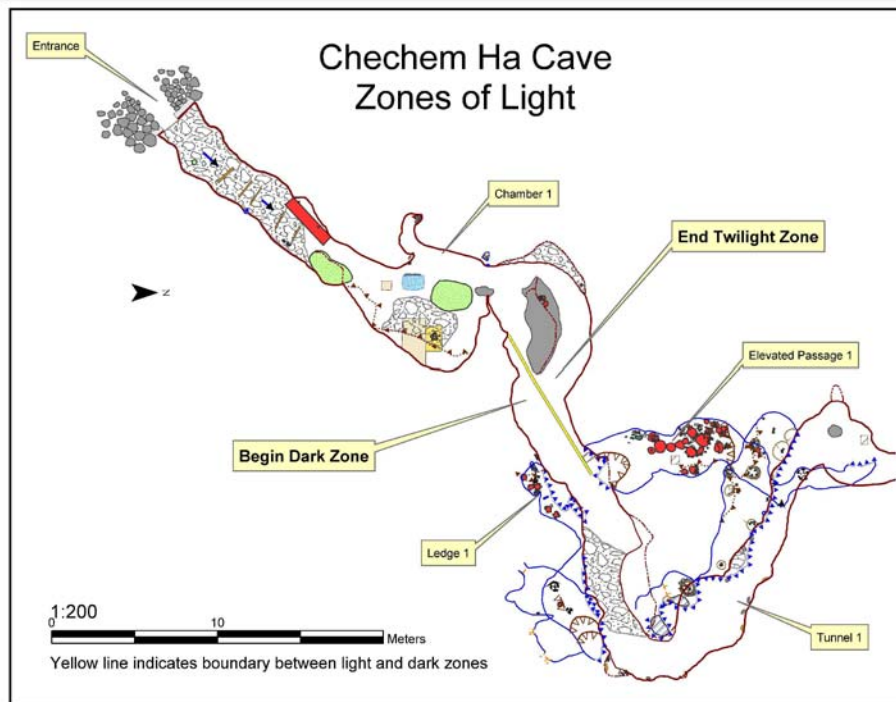 Chechem Ha Cave
Zones of Light
Entrance
Chamber 1
End Twilight Zone
N
Elevated Passage 1
Begin Dark Zone
Ledge 1
Tunnel 1
1:200
0 10
Meters
Yellow line indicates boundary between light and dark zones